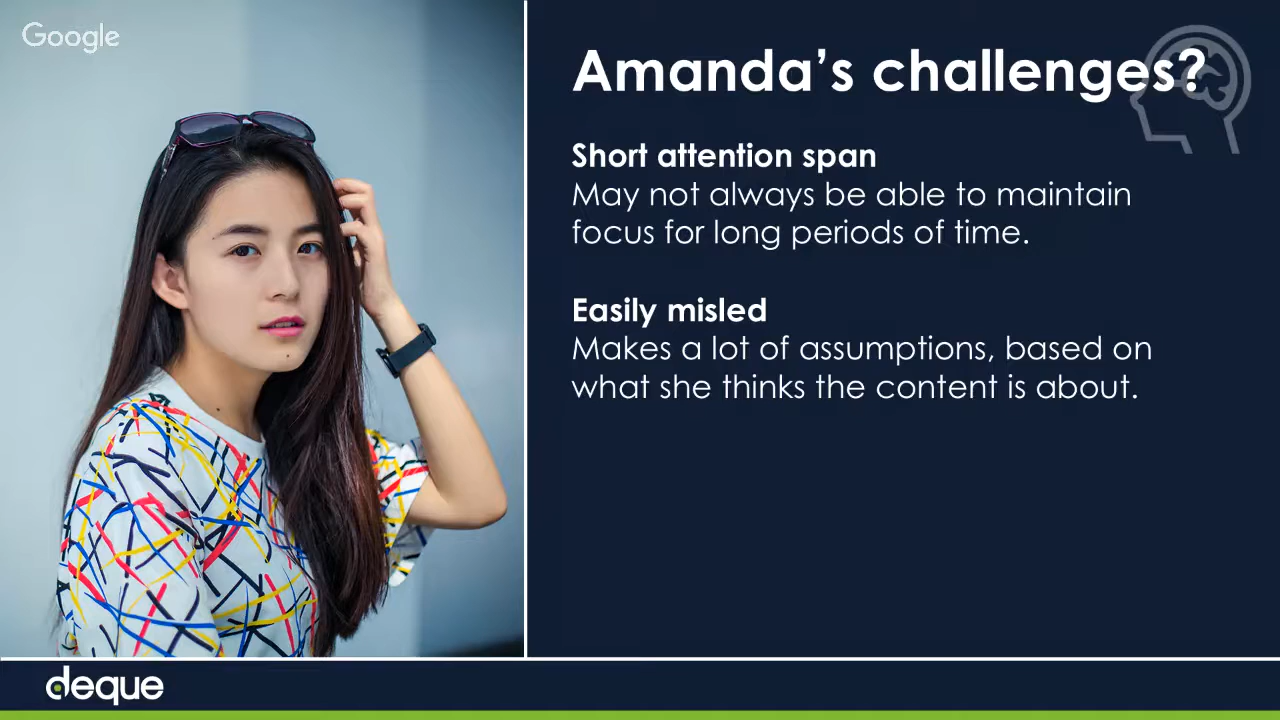 Google
Amanda’s challenges?
Short attention span
May not always be able to maintain
focus for long periods of time.
Easily misled
Makes a lot of assumptions, based on
what she thinks the content is about.
deque